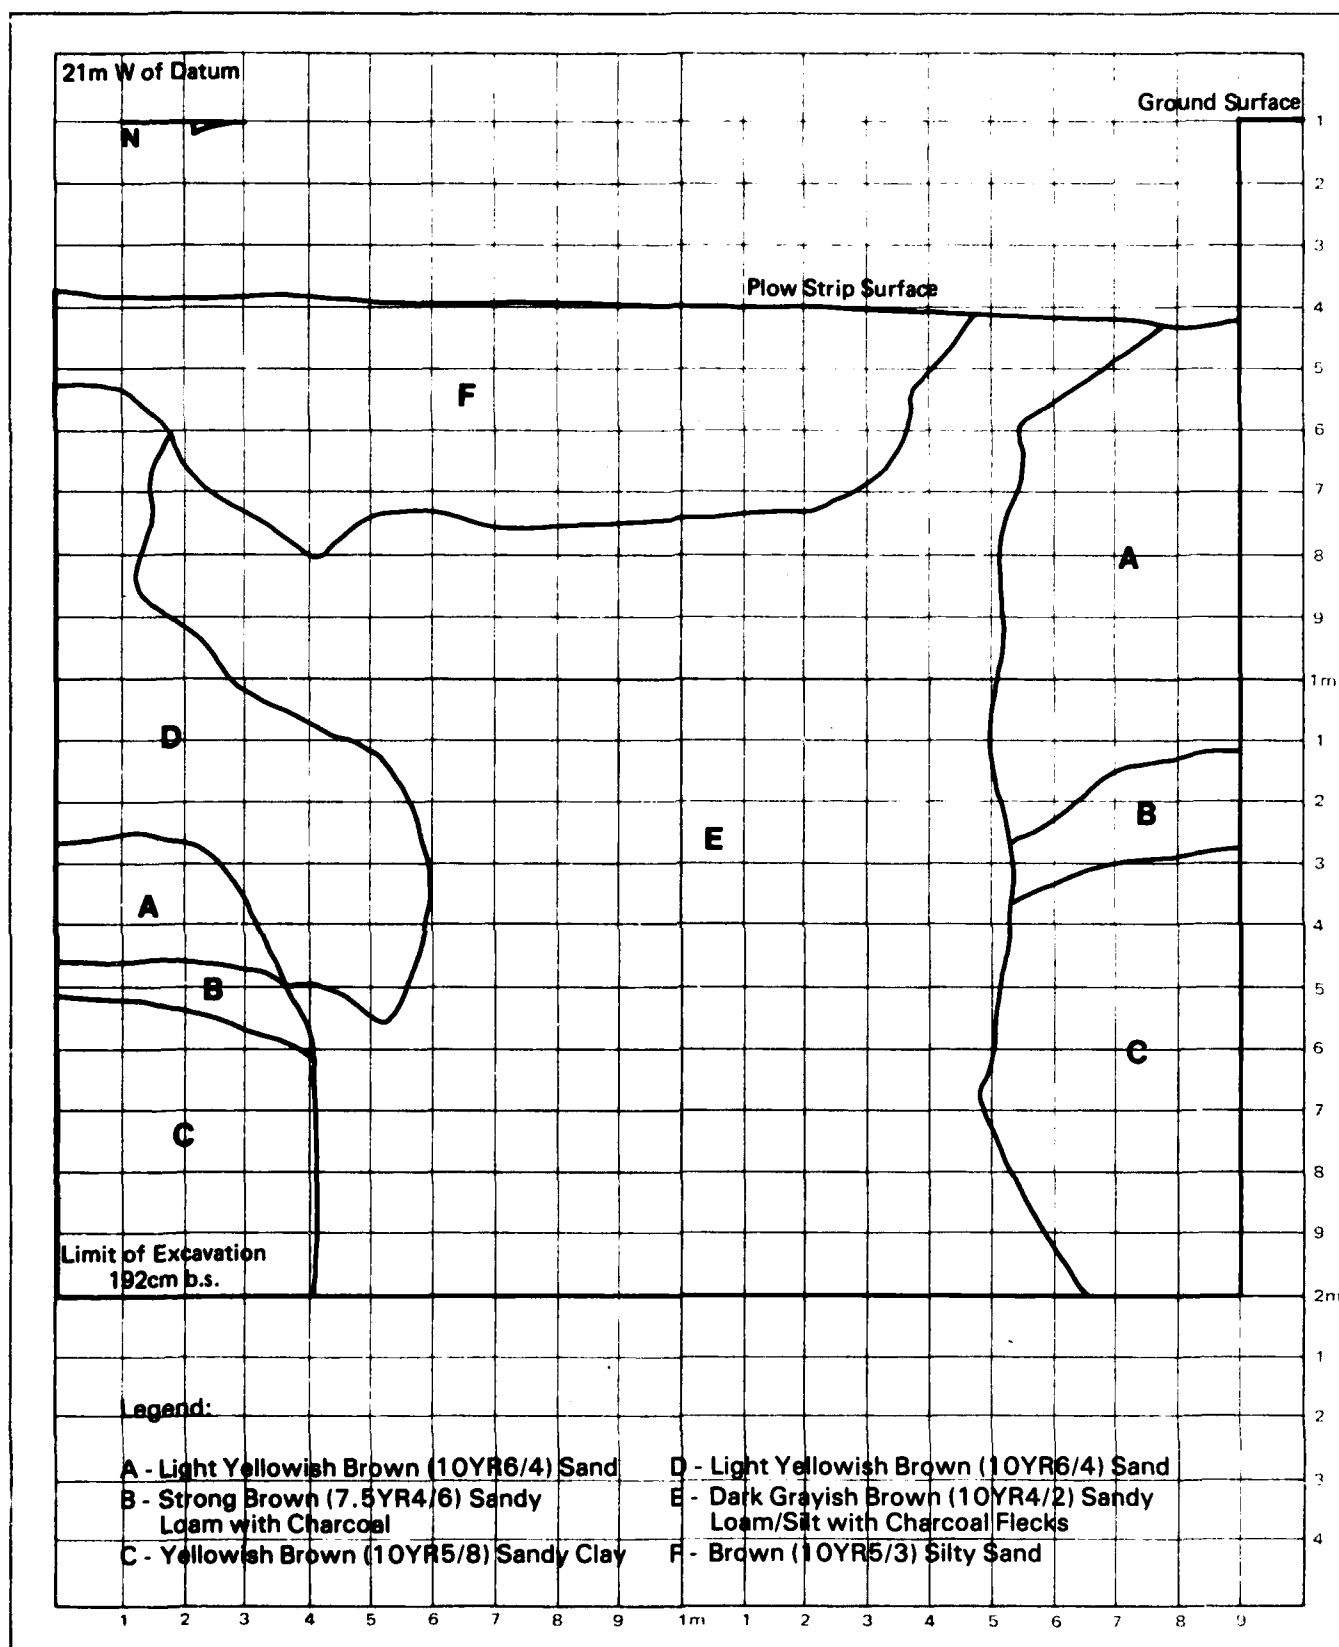 21m W of Datum
Ground Surface
N
1
2
3
Plow Strip Surface
4
5
F
6
7
8
A
9
1m
D
1
2
B
E
3
A
4
B
5
6
C
7
C
8
9
Limit of Excavation
192cm b.s.
2m
1
Legend:
2
A - Light Yellowish Brown (10YR6/4) Sand
B - Strong Brown (7.5YR4/6) Sandy
Loam with Charcoal
C - Yellowish Brown (10YR5/8) Sandy Clay
D - Light Yellowish Brown (10YR6/4) Sand
E - Dark Grayish Brown (10YR4/2) Sandy
Loam/Silt with Charcoal Flecks
F - Brown (10YR5/3) Silty Sand
3
4
1 2 3 4 5 6 7 8 9 1m 1 2 3 4 5 6 7 8 9